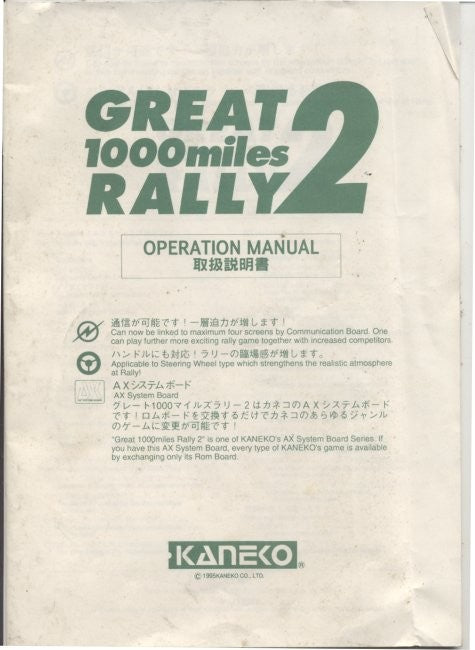 GREAT 2
1000miles
RALLY
OPERATION MANUAL
取扱説明書
通信が可能です！一層迫力が増します！
Can now be linked to maximum four screens by Communication Board. One
can play further more exciting rally game together with increased competitors.
ハンドルにも対応！ラリーの臨場感が増します。
Applicable to Steering Wheel type which strengthens the realistic atmosphere
at Rally!
AXシステムボード
AX System Board
グレート1000マイルズラリー2はカネコのAXシステムボード
です！ロムボードを交換するだけでカネコのあらゆるジャンル
のゲームに変更が可能です！
"Great 1000miles Rally 2" is one of KANEKO's AX System Board Series. If
you have this AX System Board, every type of KANEKO's game is available
by exchanging only its Rom Board.
KANEKO®
© 1995KANEKO CO., LTD.